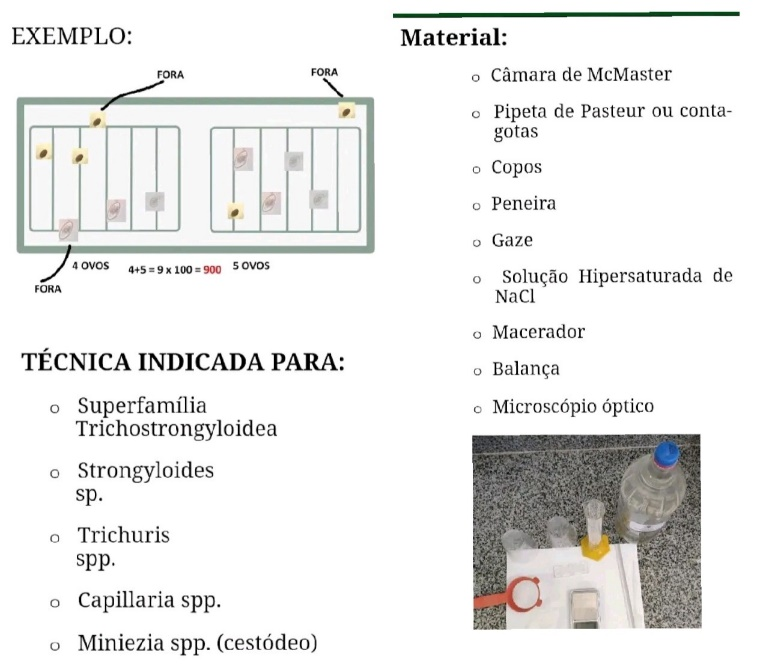 EXEMPLO:
FORA
FORA
4 OVOS
4+5 = 9 x 100 = 900
5 OVOS
FORA
TÉCNICA INDICADA PARA:
o Superfamília
Trichostrongyloidea
o Strongyloides
sp.
o Trichuris
spp.
o Capillaria spp.
o Miniezia spp. (cestódeo)
Material:
o Câmara de McMaster
o Pipeta de Pasteur ou conta-
gotas
o Copos
o Peneira
o Gaze
o Solução Hipersaturada de
NaCl
o Macerador
o Balança
o Microscópio óptico